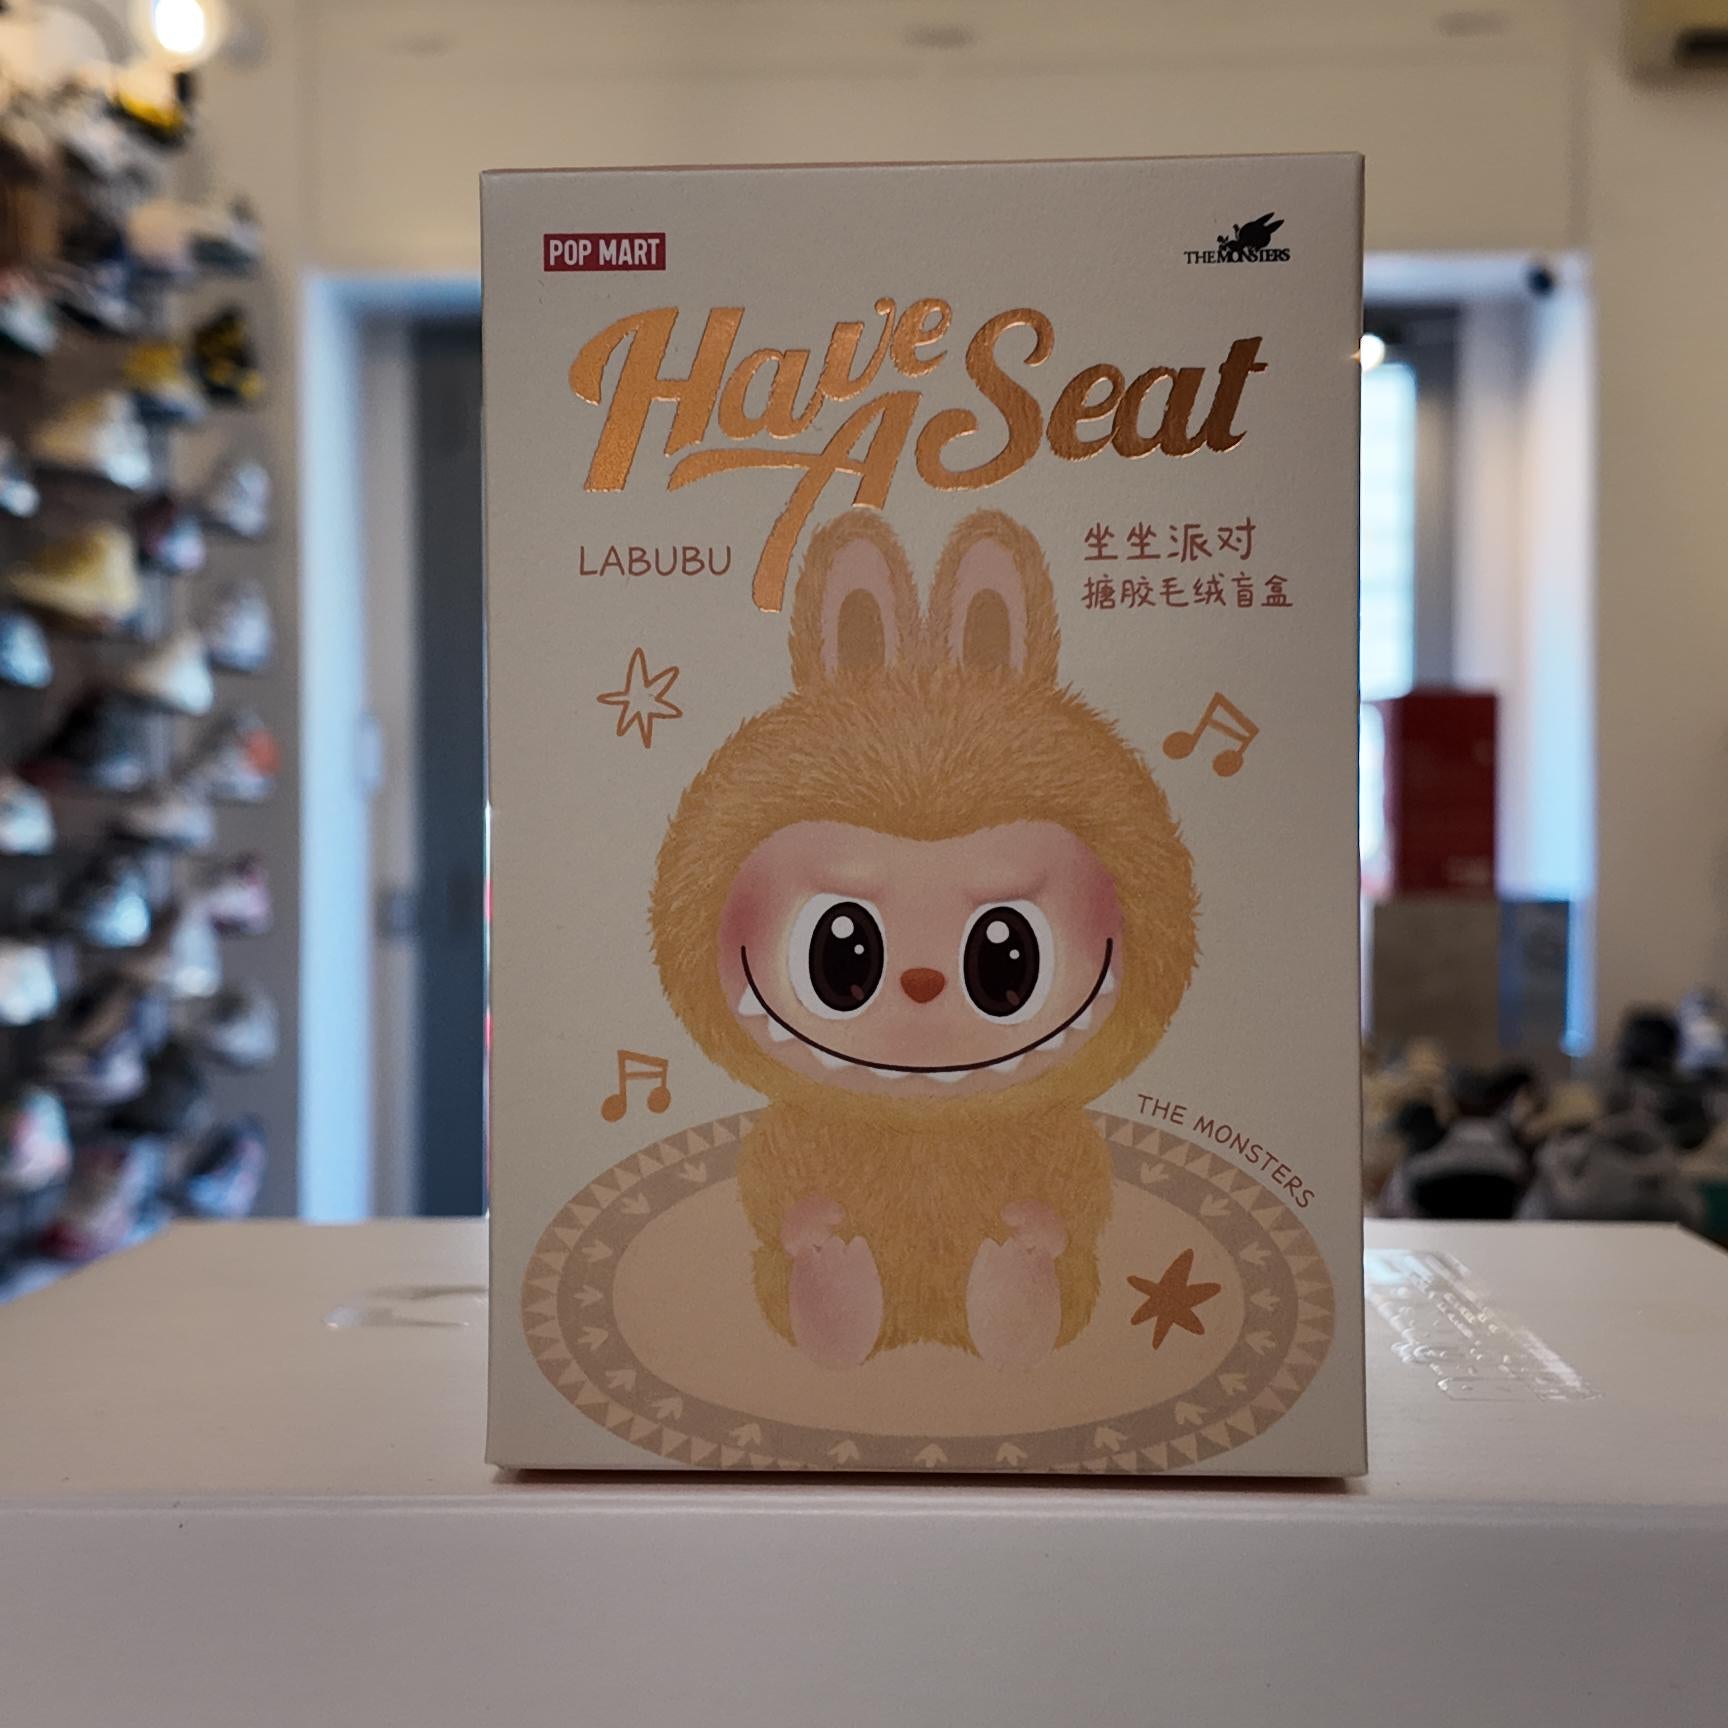 POP MART
THE MONSTERS
Have A Seat
LABUBU
坐坐派对
搪胶毛绒盲盒
THE MONSTERS